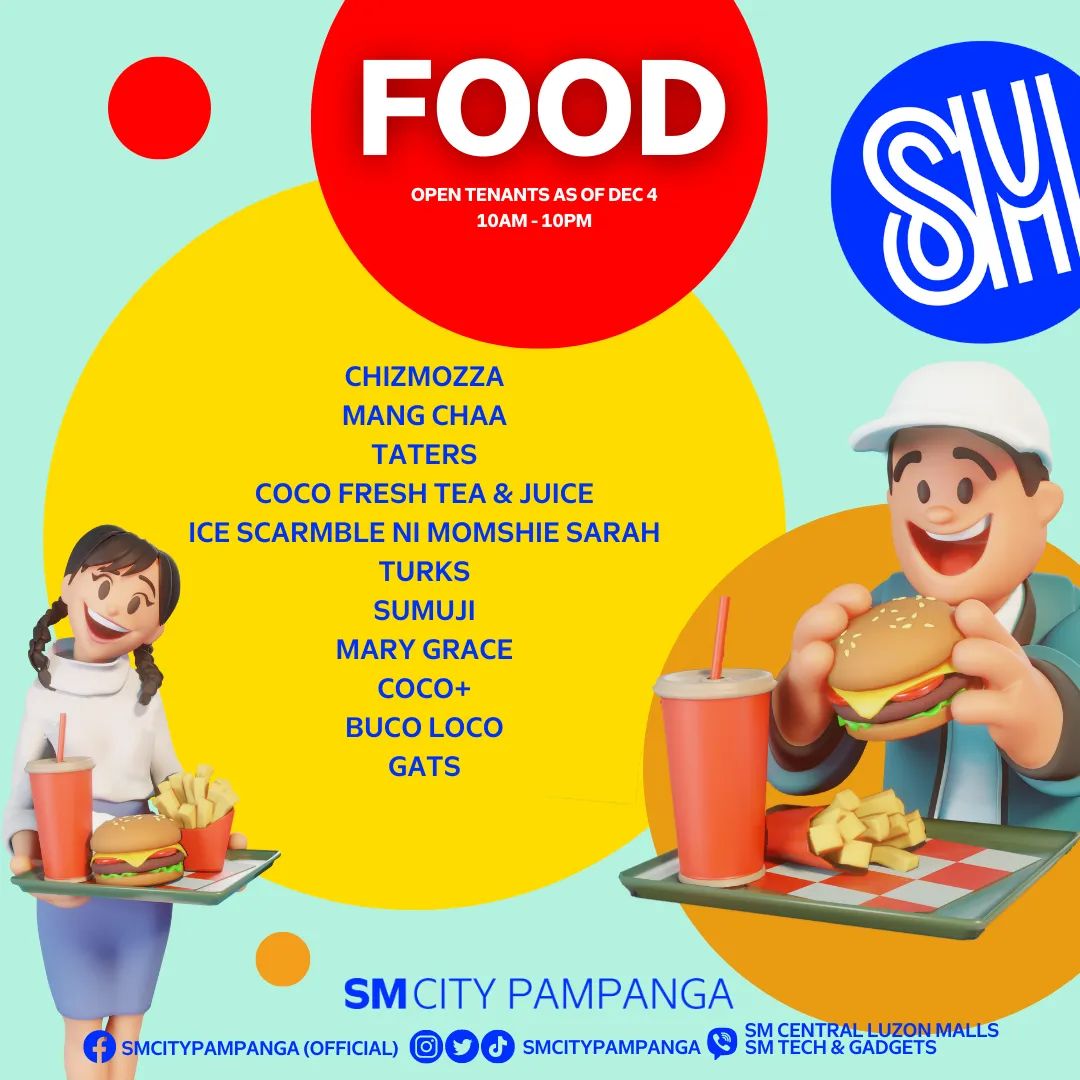 FOOD
OPEN TENANTS AS OF DEC 4
10AM - 10PM
SM
CHIZMOZZA
MANG CHAA
TATERS
COCO FRESH TEA & JUICE
ICE SCARMBLE NI MOMSHIE SARAH
TURKS
SUMUJI
MARY GRACE
COCO+
BUCO LOCO
GATS
SM CITY PAMPANGA
SMCITYPAMPANGA (OFFICIAL)
SMCITYPAMPANGA
SM CENTRAL LUZON MALLS
SM TECH & GADGETS